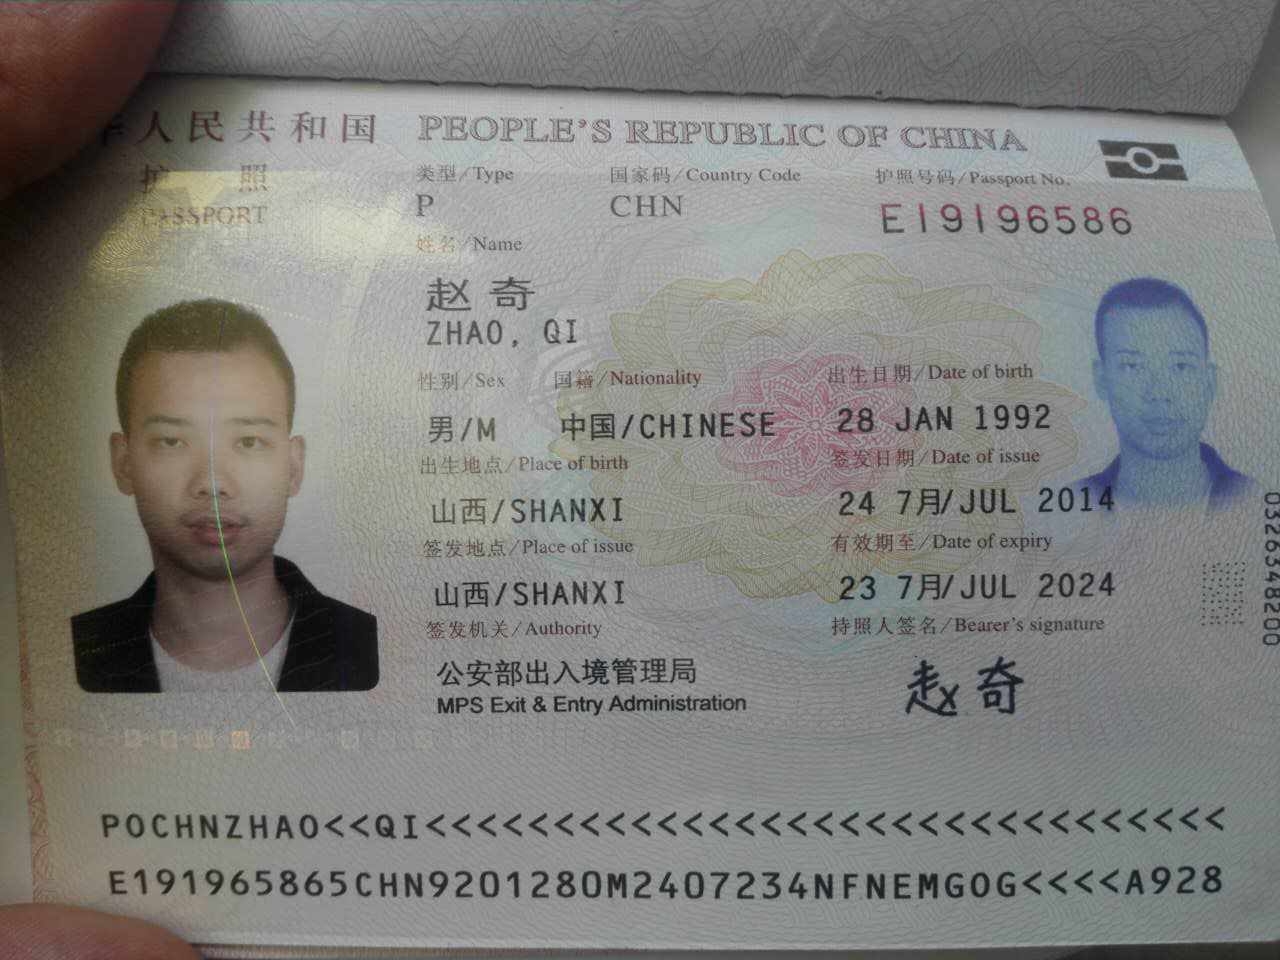 人民共和国 PEOPLE'S REPUBLIC OF CHINA
护照 类型/Type 国家码/Country Code 护照号码/Passport No.
PASSPORT P CHN E19196586
姓名/Name
赵奇
ZHAO, QI
性别/Sex 国籍/Nationality 出生日期/Date of birth
男/M 中国/CHINESE 28 JAN 1992
出生地点/Place of birth 签发日期/Date of issue
山西/SHANXI 24 7月/JUL 2014
签发地点/Place of issue 有效期至/Date of expiry
山西/SHANXI 23 7月/JUL 2024
签发机关/Authority 持照人签名/Bearer's signature
公安部出入境管理局 赵奇
MPS Exit & Entry Administration
0326348200
POCHNZHAO<<QI<<<<<<<<<<<<<<<<<<<<<<<<<<<<<<<
E191965865CHN9201280M2407234NFNEMGOG<<<<A928